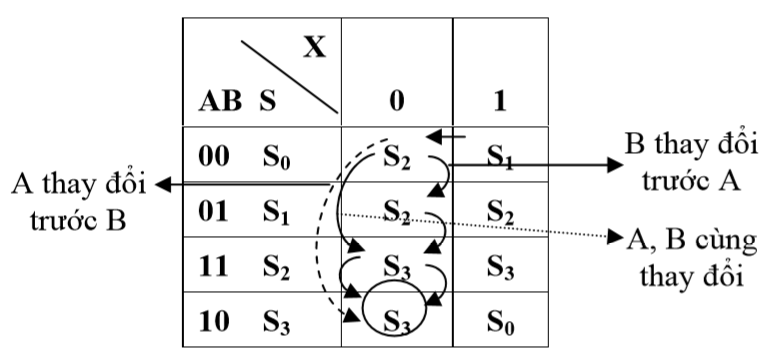 X
AB S 0 1
00 S₀ S₂ S₁
01 S₁ S₂ S₂
11 S₂ S₃ S₃
10 S₃ S₃ S₀
A thay đổi
trước B
B thay đổi
trước A
A, B cùng
thay đổi